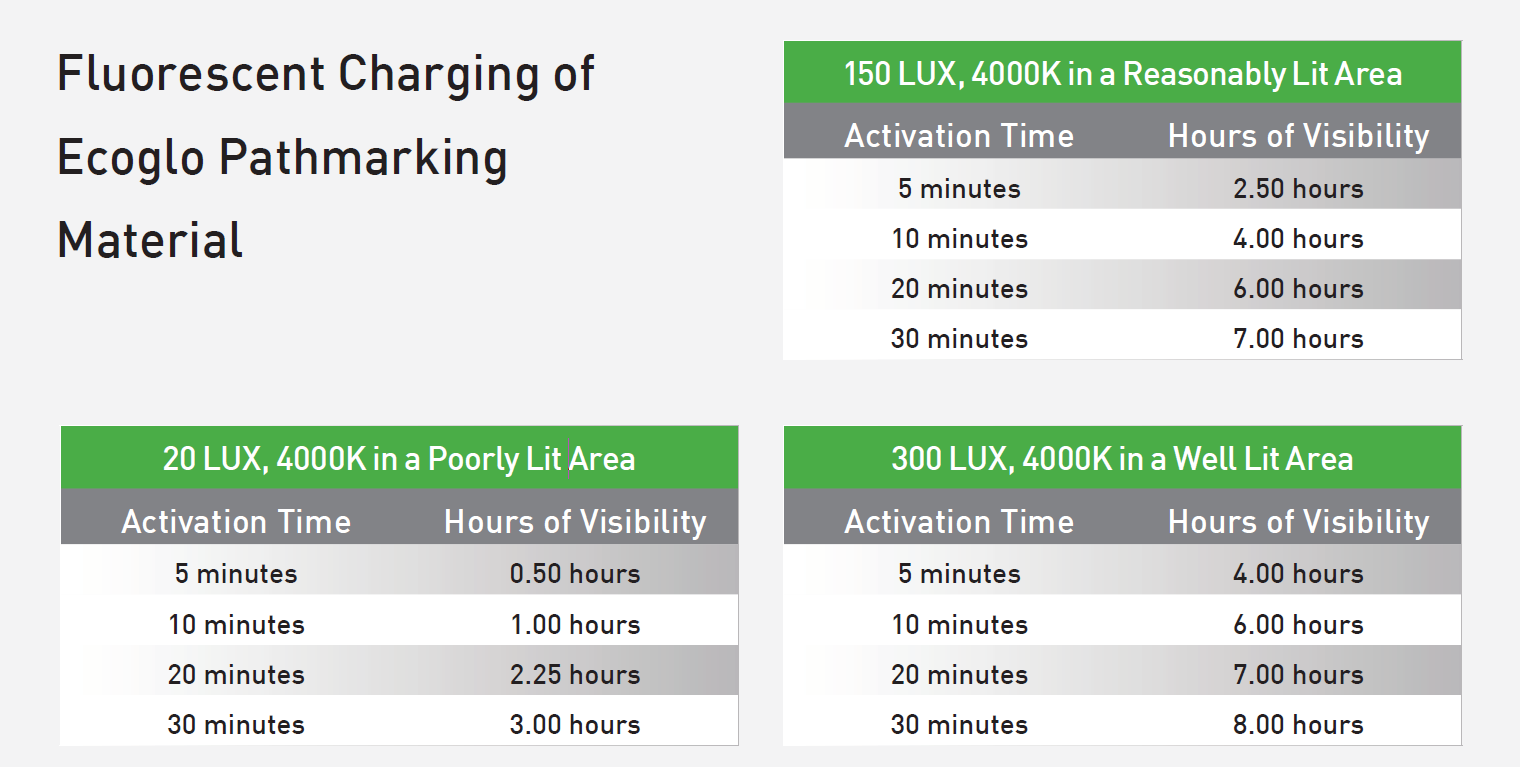 Fluorescent Charging of
Ecoglo Pathmarking
Material
150 LUX, 4000K in a Reasonably Lit Area
Activation Time Hours of Visibility
5 minutes 2.50 hours
10 minutes 4.00 hours
20 minutes 6.00 hours
30 minutes 7.00 hours
20 LUX, 4000K in a Poorly Lit Area
Activation Time Hours of Visibility
5 minutes 0.50 hours
10 minutes 1.00 hours
20 minutes 2.25 hours
30 minutes 3.00 hours
300 LUX, 4000K in a Well Lit Area
Activation Time Hours of Visibility
5 minutes 4.00 hours
10 minutes 6.00 hours
20 minutes 7.00 hours
30 minutes 8.00 hours